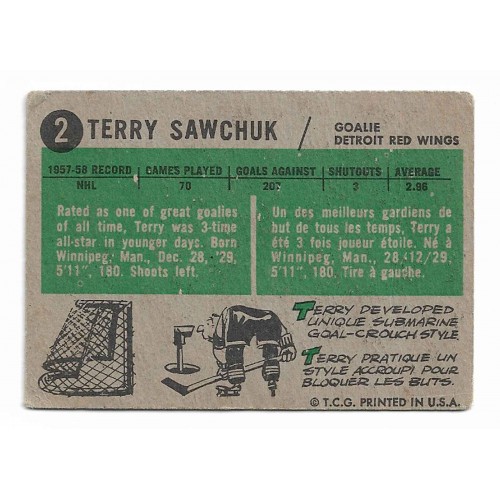 2 TERRY SAWCHUK / GOALIE
DETROIT RED WINGS
1957-58 RECORD GAMES PLAYED GOALS AGAINST SHUTOUTS AVERAGE
NHL 70 207 3 2.96
Rated as one of great goalies
of all time, Terry was 3-time
all-star in younger days. Born
Winnipeg, Man., Dec. 28, '29,
5'11", 180. Shoots left.
Un des meilleurs gardiens de
but de tous les temps, Terry a
été 3 fois joueur étoile. Né à
Winnipeg, Man., 28/12/29,
5'11", 180. Tire à gauche.
TERRY DEVELOPED
UNIQUE SUBMARINE
GOAL-CROUCH STYLE.
TERRY PRATIQUE UN
STYLE ACCROUPI POUR
BLOQUER LES BUTS.
© T.C.G. PRINTED IN U.S.A.